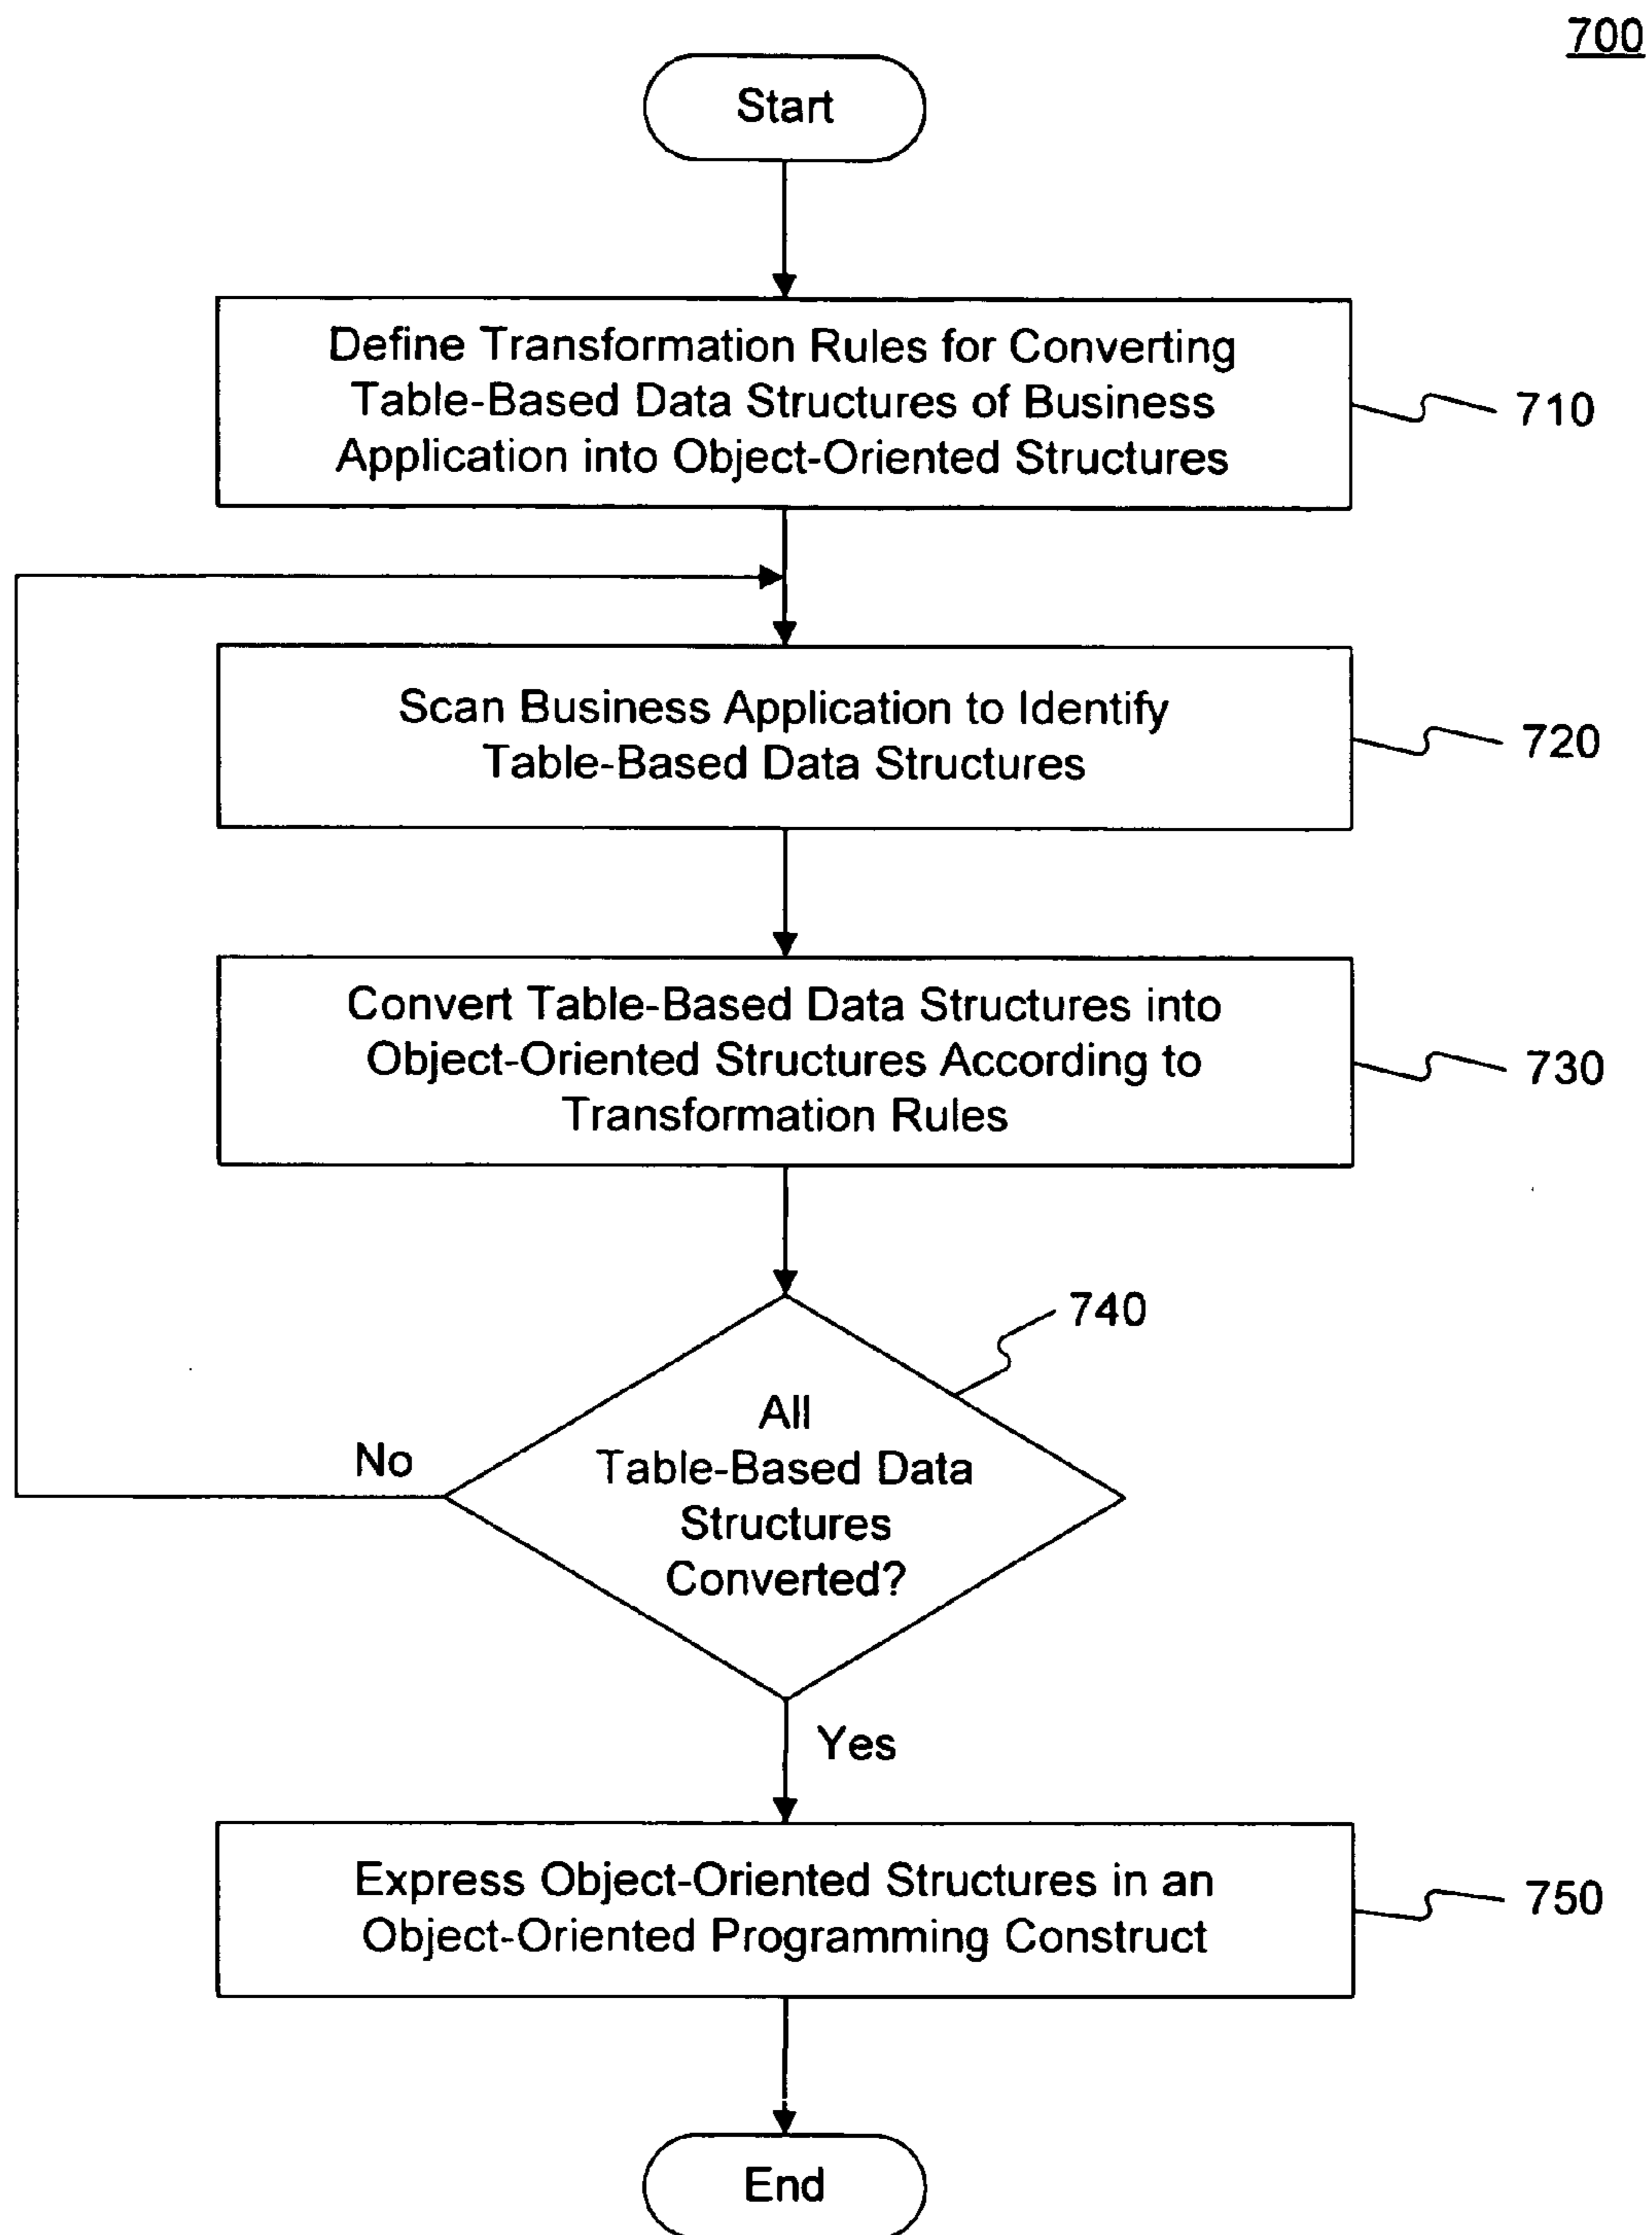 700
Start
Define Transformation Rules for Converting
Table-Based Data Structures of Business
Application into Object-Oriented Structures
710
Scan Business Application to Identify
Table-Based Data Structures
720
Convert Table-Based Data Structures into
Object-Oriented Structures According to
Transformation Rules
730
740
All
Table-Based Data
Structures
Converted?
No
Yes
Express Object-Oriented Structures in an
Object-Oriented Programming Construct
750
End